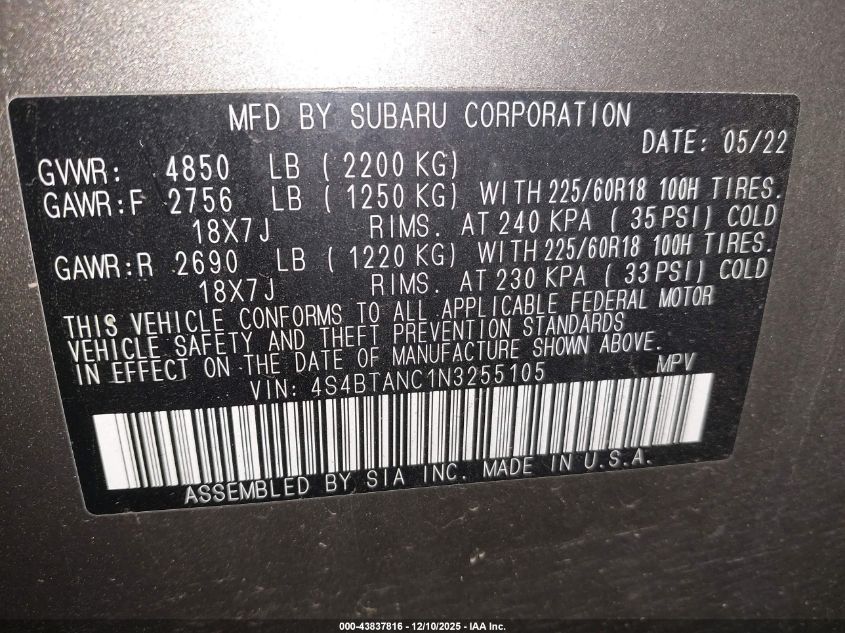 MFD BY SUBARU CORPORATION
DATE: 05/22
GVWR: 4850 LB ( 2200 KG)
GAWR:F 2756 LB ( 1250 KG) WITH 225/60R18 100H TIRES.
18X7J RIMS. AT 240 KPA ( 35 PSI) COLD
GAWR:R 2690 LB ( 1220 KG) WITH 225/60R18 100H TIRES.
18X7J RIMS. AT 230 KPA ( 33 PSI) COLD
THIS VEHICLE CONFORMS TO ALL APPLICABLE FEDERAL MOTOR
VEHICLE SAFETY AND THEFT PREVENTION STANDARDS
IN EFFECT ON THE DATE OF MANUFACTURE SHOWN ABOVE.
VIN: 4S4BTANC1N3255105 MPV
ASSEMBLED BY SIA INC. MADE IN U.S.A.
000-43837816 - 12/10/2025 - IAA Inc.